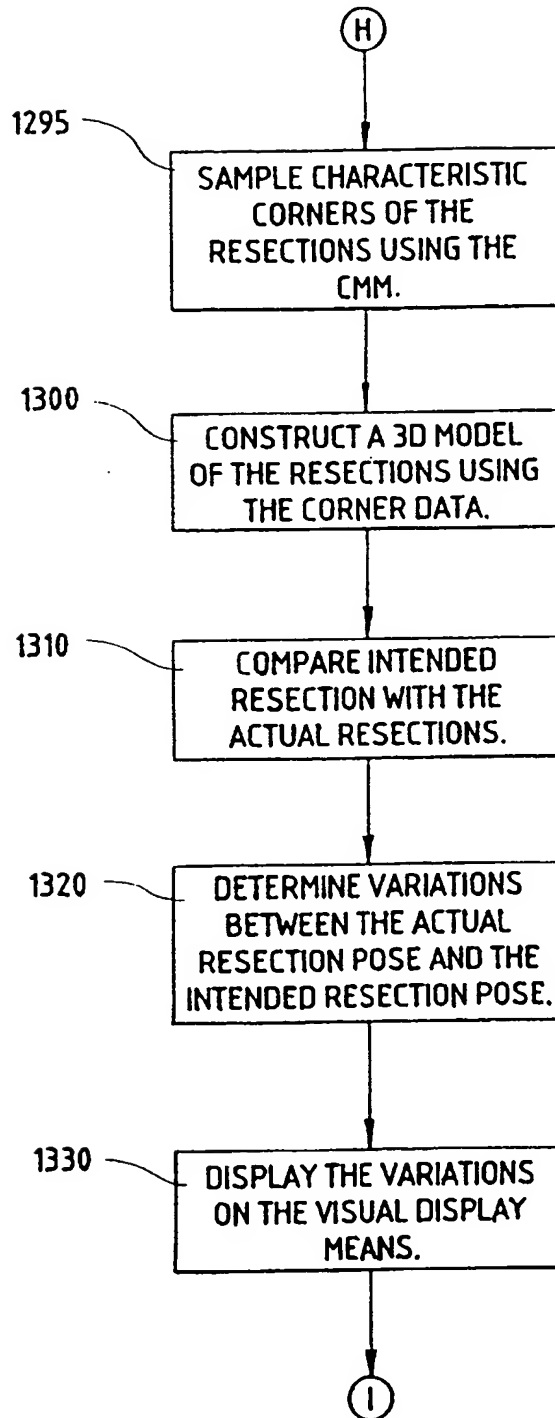 H
1295
SAMPLE CHARACTERISTIC
CORNERS OF THE
RESECTIONS USING THE
CMM.
1300
CONSTRUCT A 3D MODEL
OF THE RESECTIONS USING
THE CORNER DATA.
1310
COMPARE INTENDED
RESECTION WITH THE
ACTUAL RESECTIONS.
1320
DETERMINE VARIATIONS
BETWEEN THE ACTUAL
RESECTION POSE AND THE
INTENDED RESECTION POSE.
1330
DISPLAY THE VARIATIONS
ON THE VISUAL DISPLAY
MEANS.
I